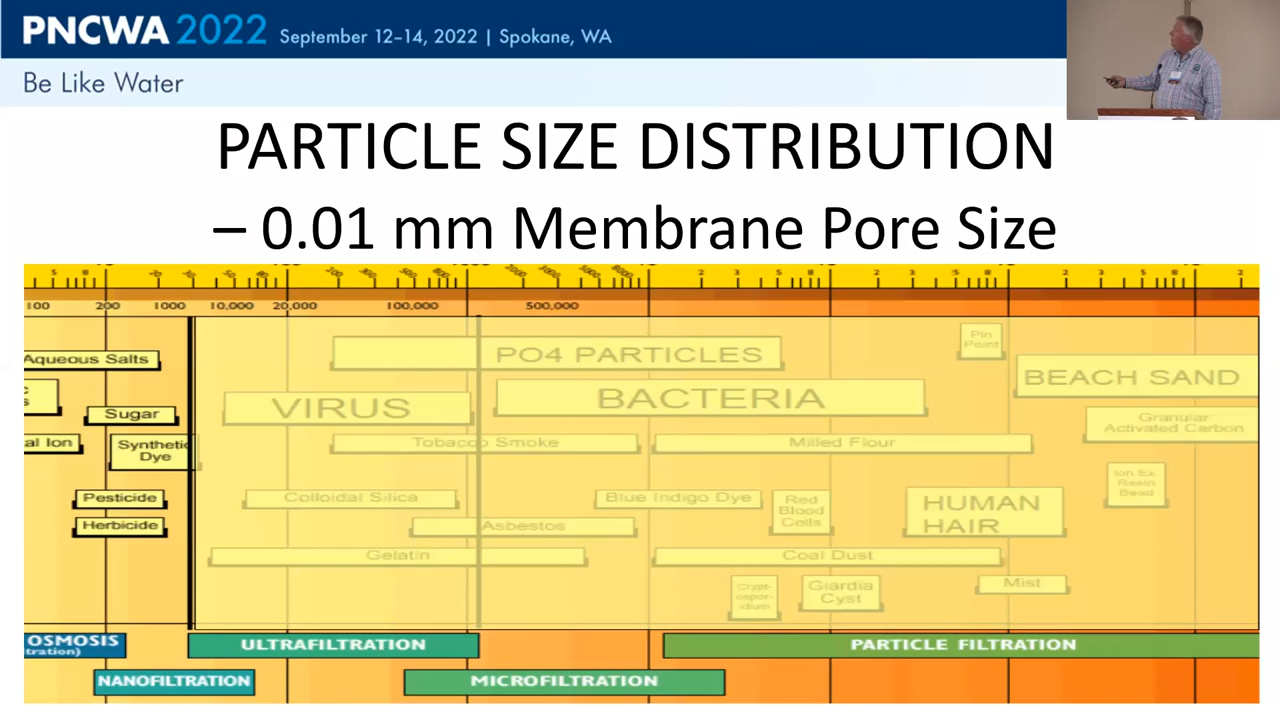 PNCWA 2022 September 12–14, 2022 | Spokane, WA
Be Like Water
PARTICLE SIZE DISTRIBUTION
– 0.01 mm Membrane Pore Size
100 200 1000 10,000 20,000 100,000 500,000
Aqueous Salts
PO4 PARTICLES
Pin
Point
BEACH SAND
Sugar
VIRUS
BACTERIA
Granular
Activated Carbon
al Ion
Synthetic
Dye
Tobacco Smoke
Milled Flour
Ion Ex.
Resin
Bead
Pesticide
Colloidal Silica
Blue Indigo Dye
Red
Blood
Cells
HUMAN
HAIR
Herbicide
Asbestos
Gelatin
Coal Dust
Crypt-
ospor-
idium
Giardia
Cyst
Mist
OSMOSIS
tration)
ULTRAFILTRATION
PARTICLE FILTRATION
NANOFILTRATION
MICROFILTRATION